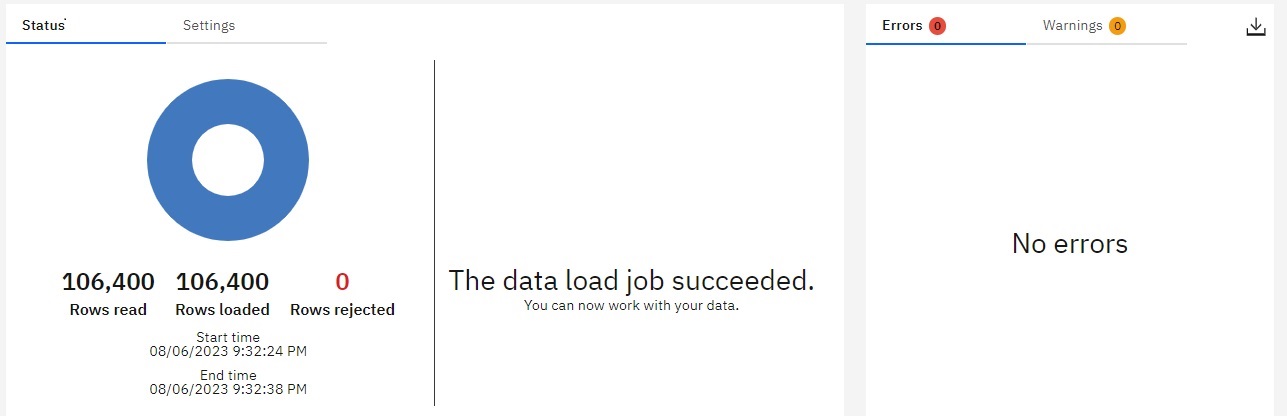 Status
Settings
Errors 0
Warnings 0
106,400 106,400 0
Rows read Rows loaded Rows rejected
Start time
08/06/2023 9:32:24 PM
End time
08/06/2023 9:32:38 PM
The data load job succeeded.
You can now work with your data.
No errors